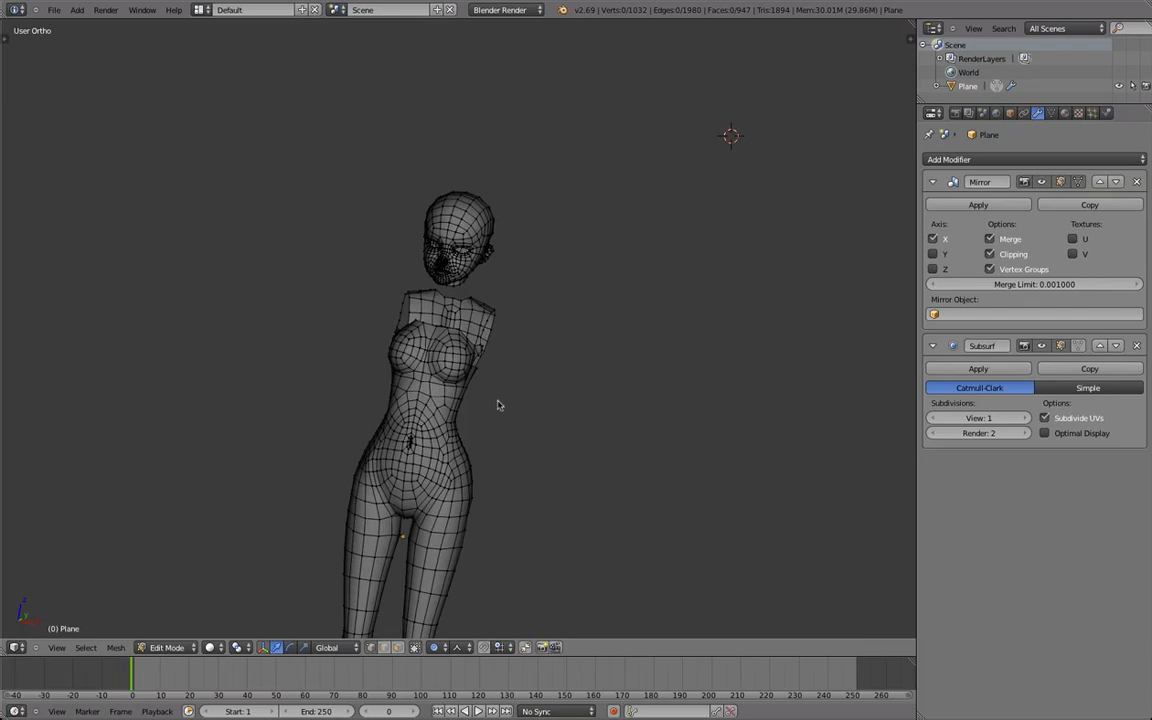 File Add Render Window Help Default Scene Blender Render v2.69 | Verts:0/1032 | Edges:0/1980 | Faces:0/947 | Tris:1894 | Mem:30.01M (29.86M) | Plane
User Ortho
View Search All Scenes
Scene
RenderLayers |
World
Plane |
Plane
Add Modifier
Mirror
Apply Copy
Axis: Options: Textures:
X Merge U
Y Clipping V
Z Vertex Groups
Merge Limit: 0.001000
Mirror Object:
Subsurf
Apply Copy
Catmull-Clark Simple
Subdivisions: Options:
View: 1 Subdivide UVs
Render: 2 Optimal Display
(0) Plane
View Select Mesh Edit Mode Global
-40 -30 -20 -10 0 10 20 30 40 50 60 70 80 90 100 110 120 130 140 150 160 170 180 190 200 210 220 230 240 250 260
View Marker Frame Playback Start: 1 End: 250 0 No Sync